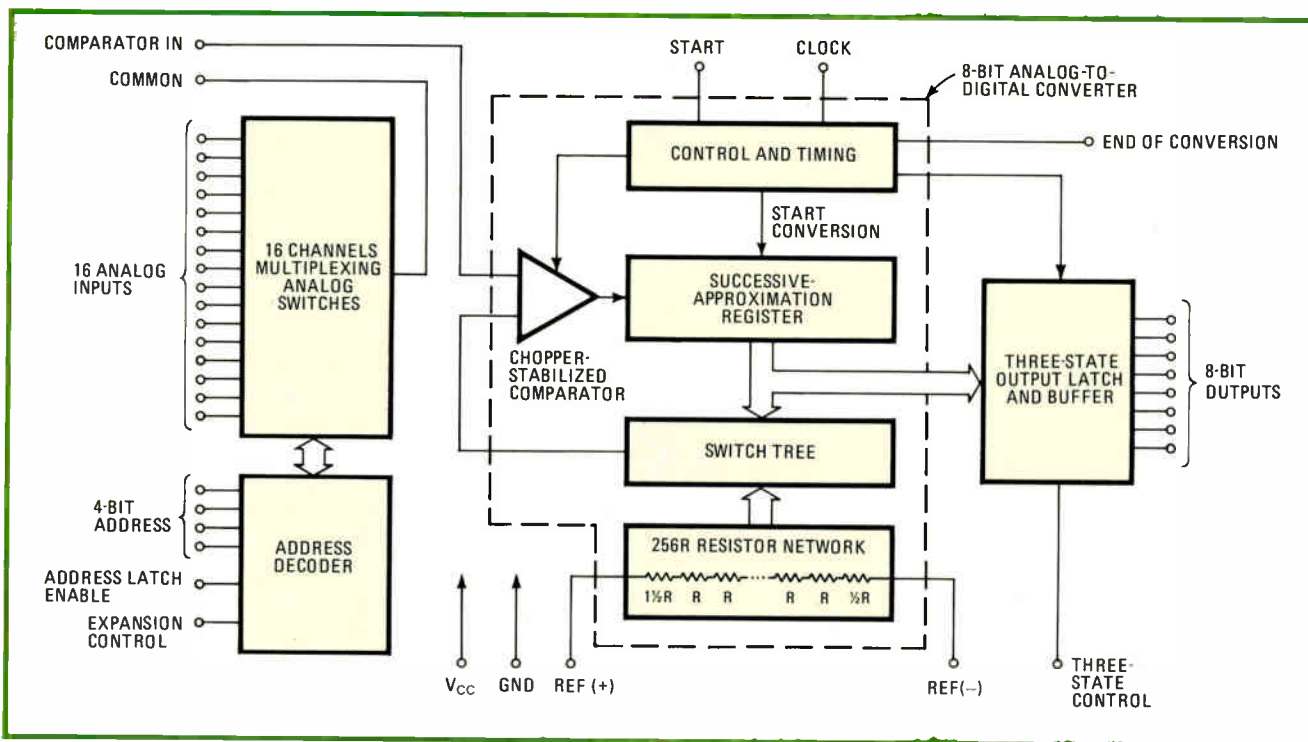 COMPARATOR IN
COMMON
START
CLOCK
8-BIT ANALOG-TO-
DIGITAL CONVERTER
CONTROL AND TIMING
END OF CONVERSION
START
CONVERSION
16 ANALOG
INPUTS
16 CHANNELS
MULTIPLEXING
ANALOG
SWITCHES
SUCCESSIVE-
APPROXIMATION
REGISTER
CHOPPER-
STABILIZED
COMPARATOR
THREE-STATE
OUTPUT LATCH
AND BUFFER
8-BIT
OUTPUTS
SWITCH TREE
4-BIT
ADDRESS
ADDRESS
DECODER
ADDRESS LATCH
ENABLE
EXPANSION
CONTROL
256R RESISTOR NETWORK
1½R R R R R ½R
VCC
GND
REF (+)
REF(−)
THREE-
STATE
CONTROL